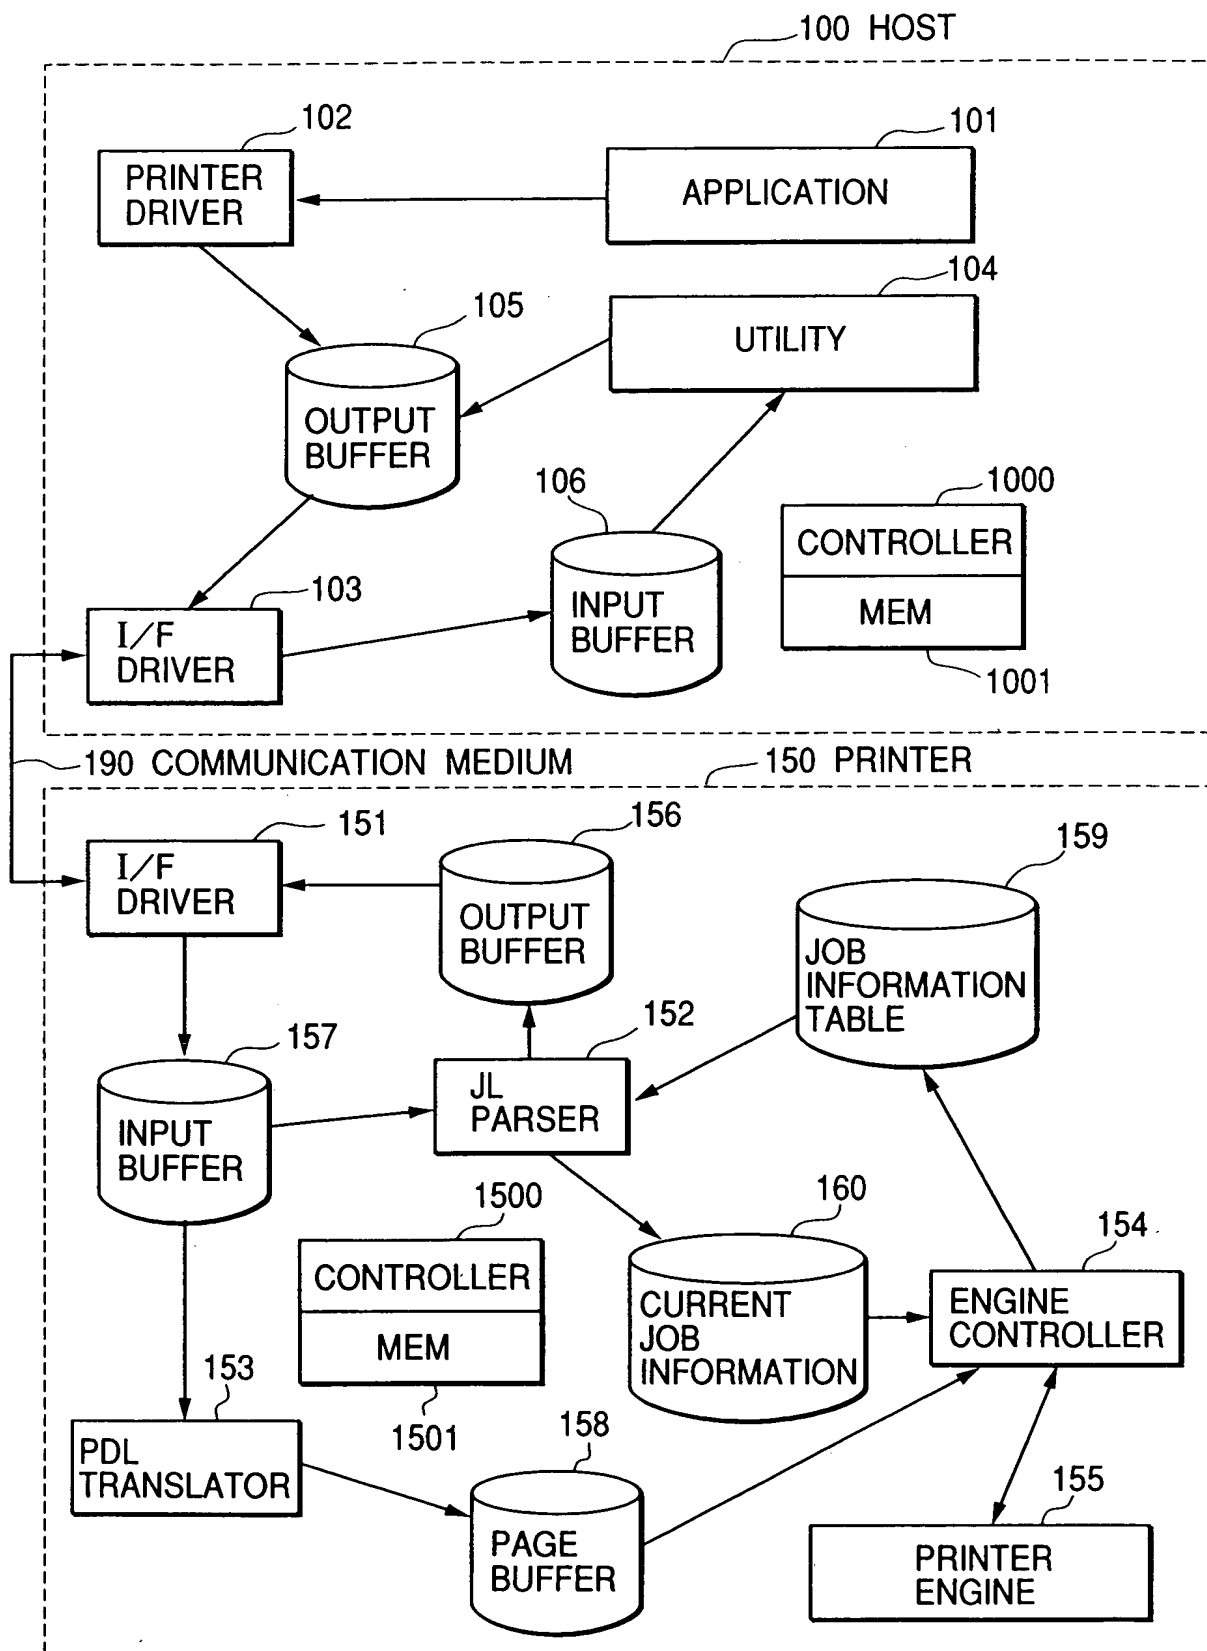 100 HOST
102
PRINTER
DRIVER
101
APPLICATION
104
UTILITY
105
OUTPUT
BUFFER
106
INPUT
BUFFER
1000
CONTROLLER
MEM
1001
103
I/F
DRIVER
190 COMMUNICATION MEDIUM
150 PRINTER
151
I/F
DRIVER
156
OUTPUT
BUFFER
159
JOB
INFORMATION
TABLE
157
INPUT
BUFFER
152
JL
PARSER
1500
CONTROLLER
MEM
1501
160
CURRENT
JOB
INFORMATION
154
ENGINE
CONTROLLER
153
PDL
TRANSLATOR
158
PAGE
BUFFER
155
PRINTER
ENGINE